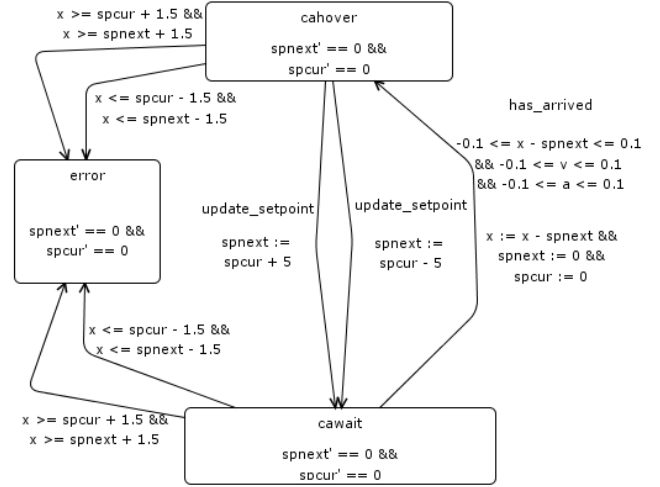 x >= spcur + 1.5 &&
x >= spnext + 1.5
cahover
spnext' == 0 &&
spcur' == 0
x <= spcur - 1.5 &&
x <= spnext - 1.5
has_arrived
-0.1 <= x - spnext <= 0.1
&& -0.1 <= v <= 0.1
&& -0.1 <= a <= 0.1
error
spnext' == 0 &&
spcur' == 0
update_setpoint
spnext :=
spcur + 5
update_setpoint
spnext :=
spcur - 5
x := x - spnext &&
spnext := 0 &&
spcur := 0
x <= spcur - 1.5 &&
x <= spnext - 1.5
x >= spcur + 1.5 &&
x >= spnext + 1.5
cawait
spnext' == 0 &&
spcur' == 0